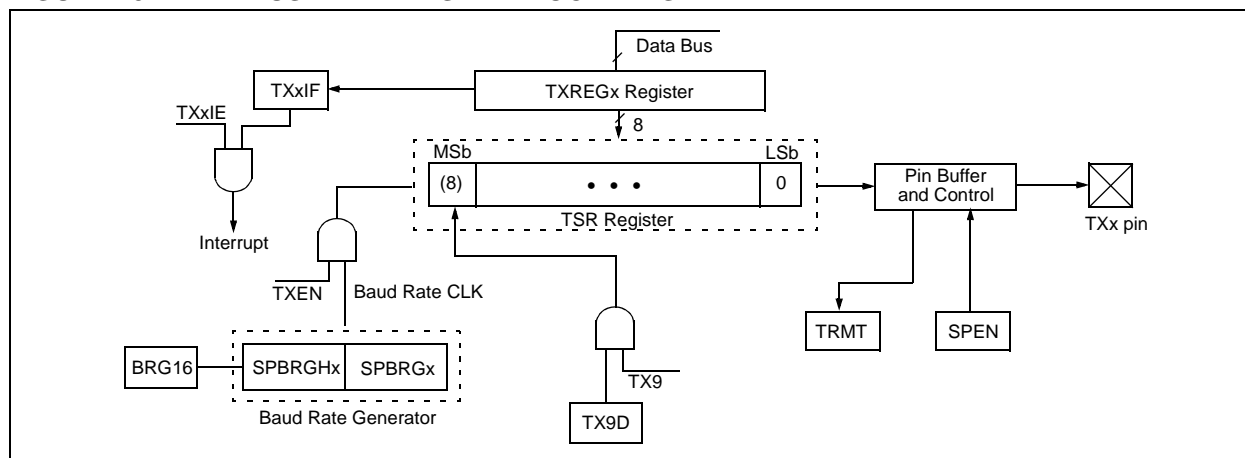 Data Bus
TXxIF
TXREGx Register
TXxIE
8
MSb
LSb
(8)
• • •
0
Pin Buffer
and Control
TSR Register
TXx pin
Interrupt
TXEN
Baud Rate CLK
TRMT
SPEN
BRG16
SPBRGHx
SPBRGx
TX9
Baud Rate Generator
TX9D